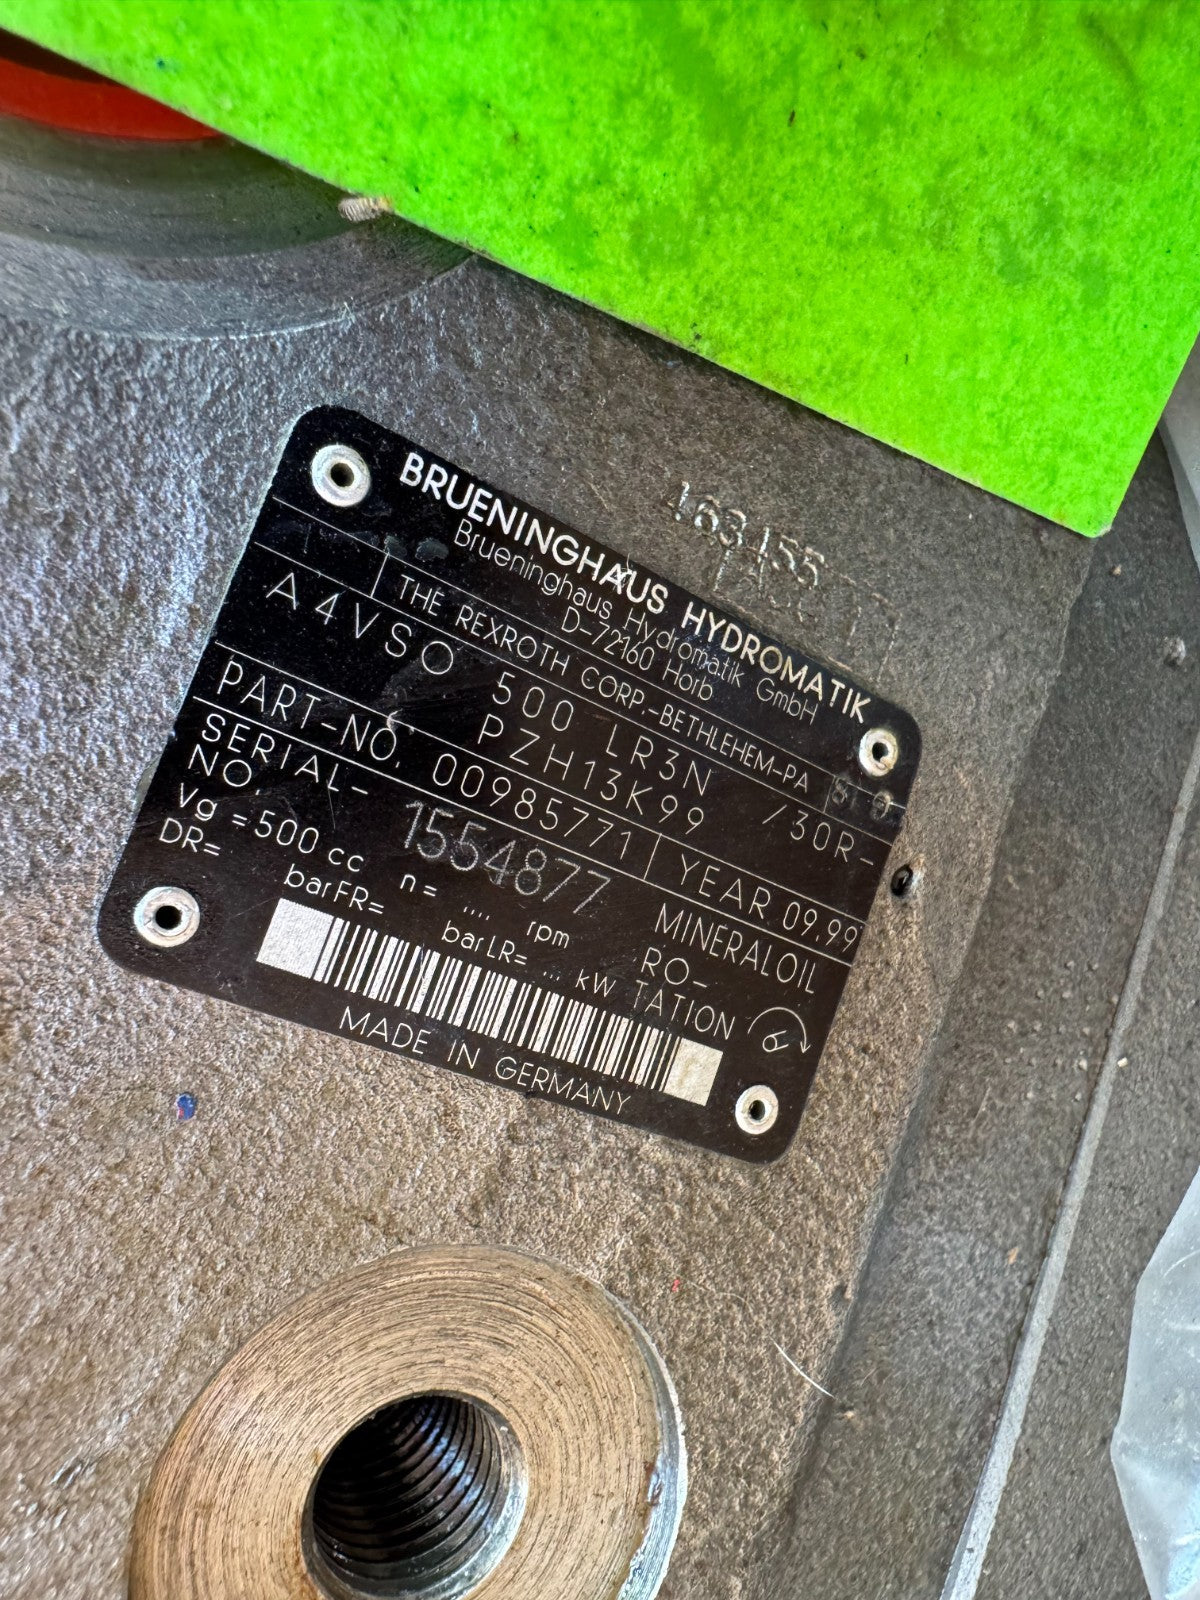 163455
BRUENINGHAUS HYDROMATIK
Brueninghaus Hydromatik GmbH
D-72160 Horb
THE REXROTH CORP.-BETHLEHEM-PA
A4VSO 500 LR3N /30R-
PZH13K99
PART-NO. 00985771 YEAR 09.99
SERIAL-NO. 1554877 MINERALOIL
Vg =500 cc n= .... rpm RO-TATION
DR= barFR= barLR= ... kW
MADE IN GERMANY